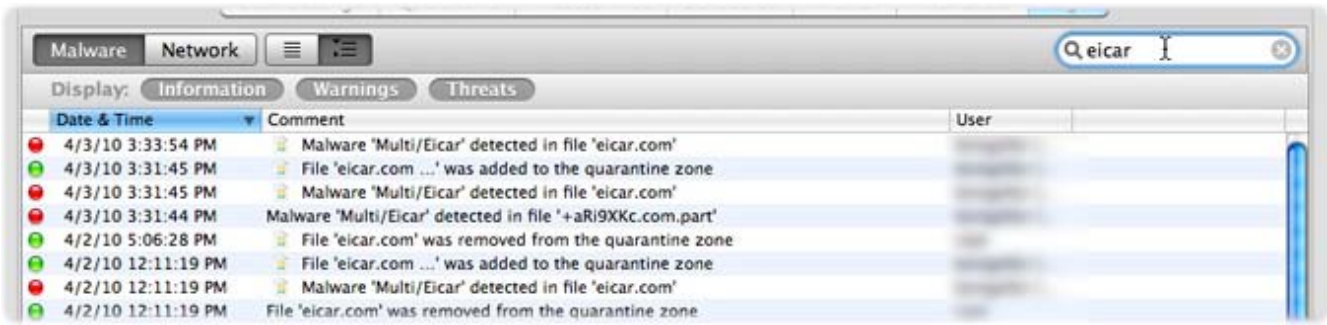 Malware Network eicar
Display: Information Warnings Threats
Date & Time Comment User
4/3/10 3:33:54 PM Malware 'Multi/Eicar' detected in file 'eicar.com'
4/3/10 3:31:45 PM File 'eicar.com ...' was added to the quarantine zone
4/3/10 3:31:45 PM Malware 'Multi/Eicar' detected in file 'eicar.com'
4/3/10 3:31:44 PM Malware 'Multi/Eicar' detected in file '+aRi9XKc.com.part'
4/2/10 5:06:28 PM File 'eicar.com' was removed from the quarantine zone
4/2/10 12:11:19 PM File 'eicar.com ...' was added to the quarantine zone
4/2/10 12:11:19 PM Malware 'Multi/Eicar' detected in file 'eicar.com'
4/2/10 12:11:19 PM File 'eicar.com' was removed from the quarantine zone